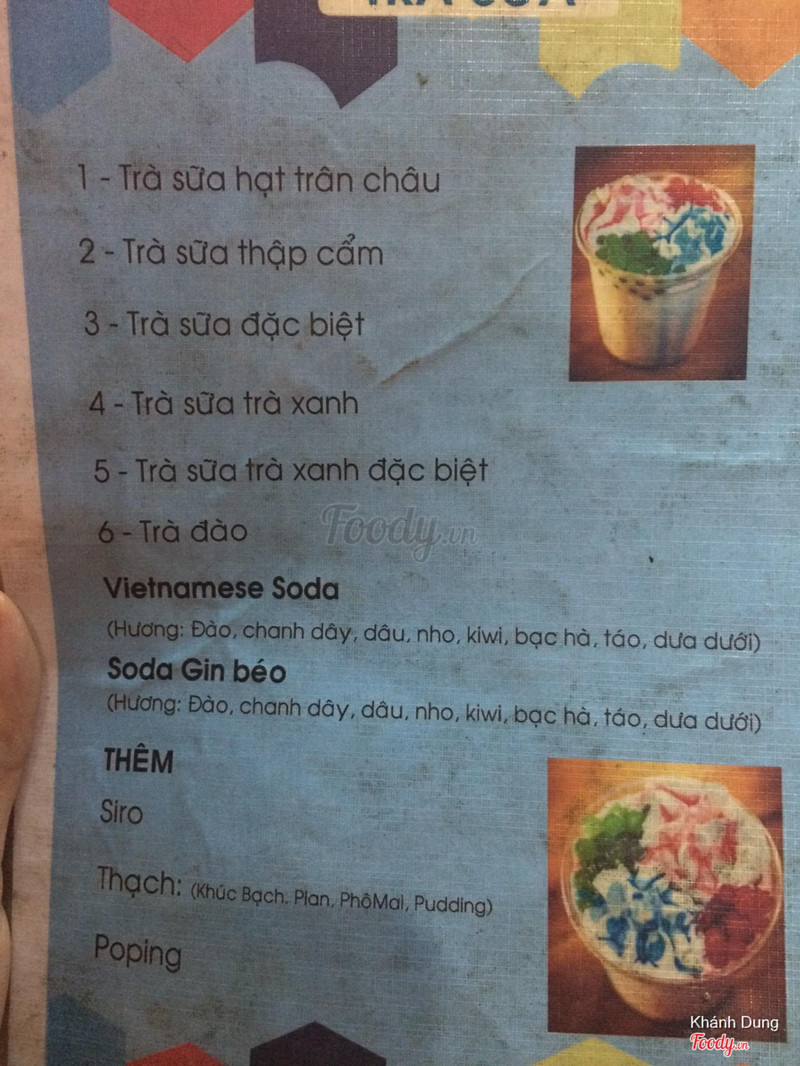 TRÀ SỮA
1 - Trà sữa hạt trân châu
2 - Trà sữa thập cẩm
3 - Trà sữa đặc biệt
4 - Trà sữa trà xanh
5 - Trà sữa trà xanh đặc biệt
Foody.vn
6 - Trà đào
Vietnamese Soda
(Hương: Đào, chanh dây, dâu, nho, kiwi, bạc hà, táo, dưa dưới)
Soda Gin béo
(Hương: Đào, chanh dây, dâu, nho, kiwi, bạc hà, táo, dưa dưới)
THÊM
Siro
Thạch: (Khúc Bạch. Plan, PhộMai, Pudding)
Poping
Khánh Dung
Foody.vn